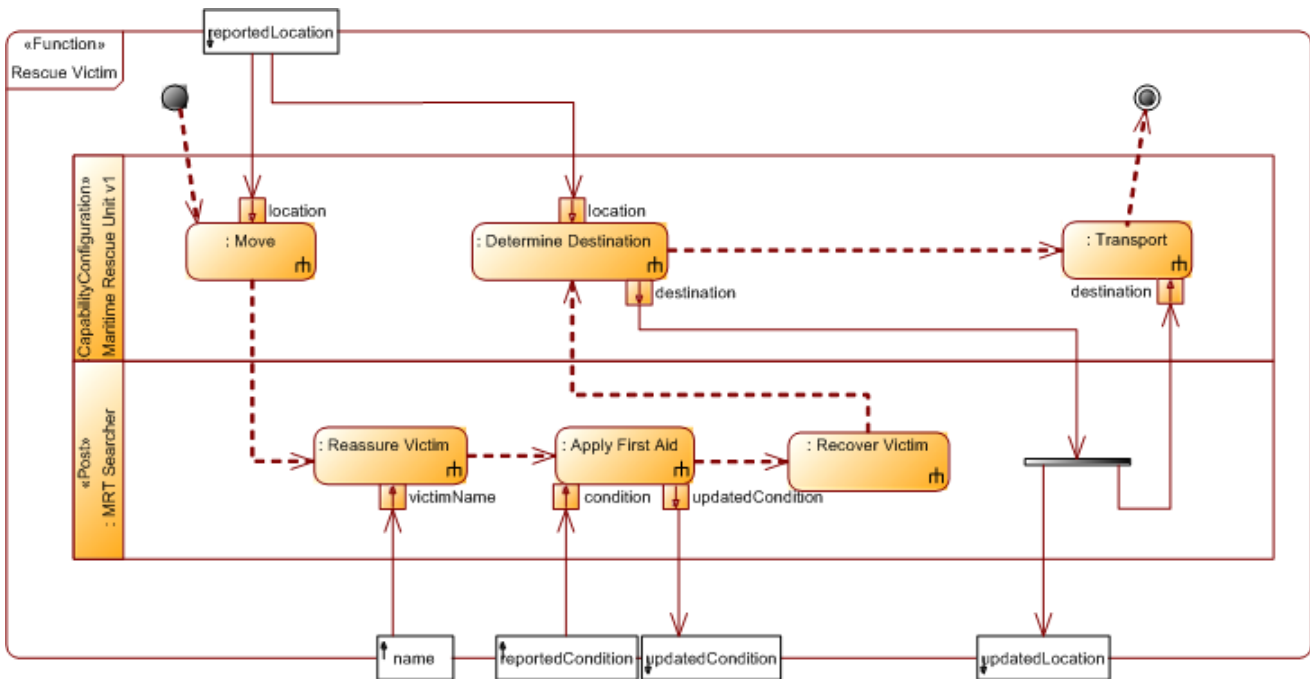 reportedLocation
«Function»
Rescue Victim
:CapabilityConfiguration»
Maritime Rescue Unit v1
location
: Move
location
: Determine Destination
destination
: Transport
destination
«Post»
: MRT Searcher
: Reassure Victim
victimName
: Apply First Aid
condition
updatedCondition
: Recover Victim
name
reportedCondition
updatedCondition
updatedLocation